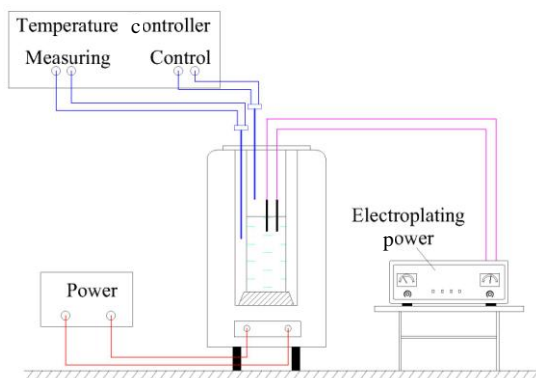 Temperature controller
Measuring Control
Electroplating
power
Power